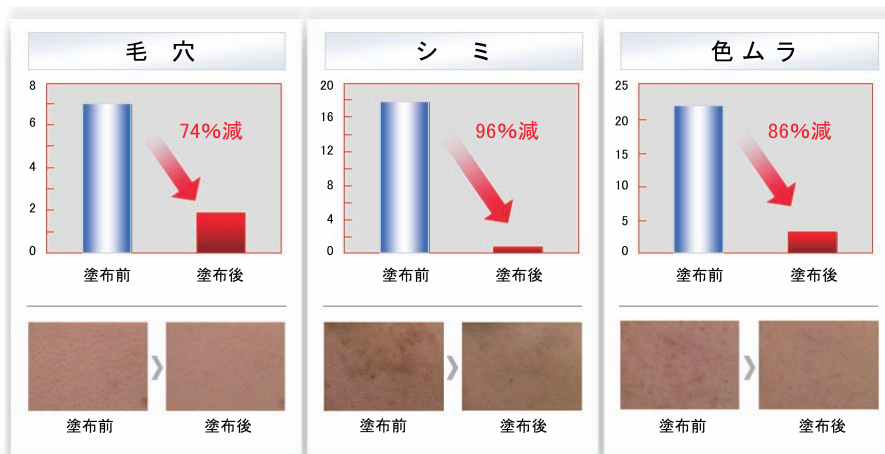 毛 穴
8
6
4
2
0
74%減
塗布前
塗布後
塗布前
塗布後
シ ミ
20
16
12
8
4
0
96%減
塗布前
塗布後
塗布前
塗布後
色ムラ
25
20
15
10
5
0
86%減
塗布前
塗布後
塗布前
塗布後